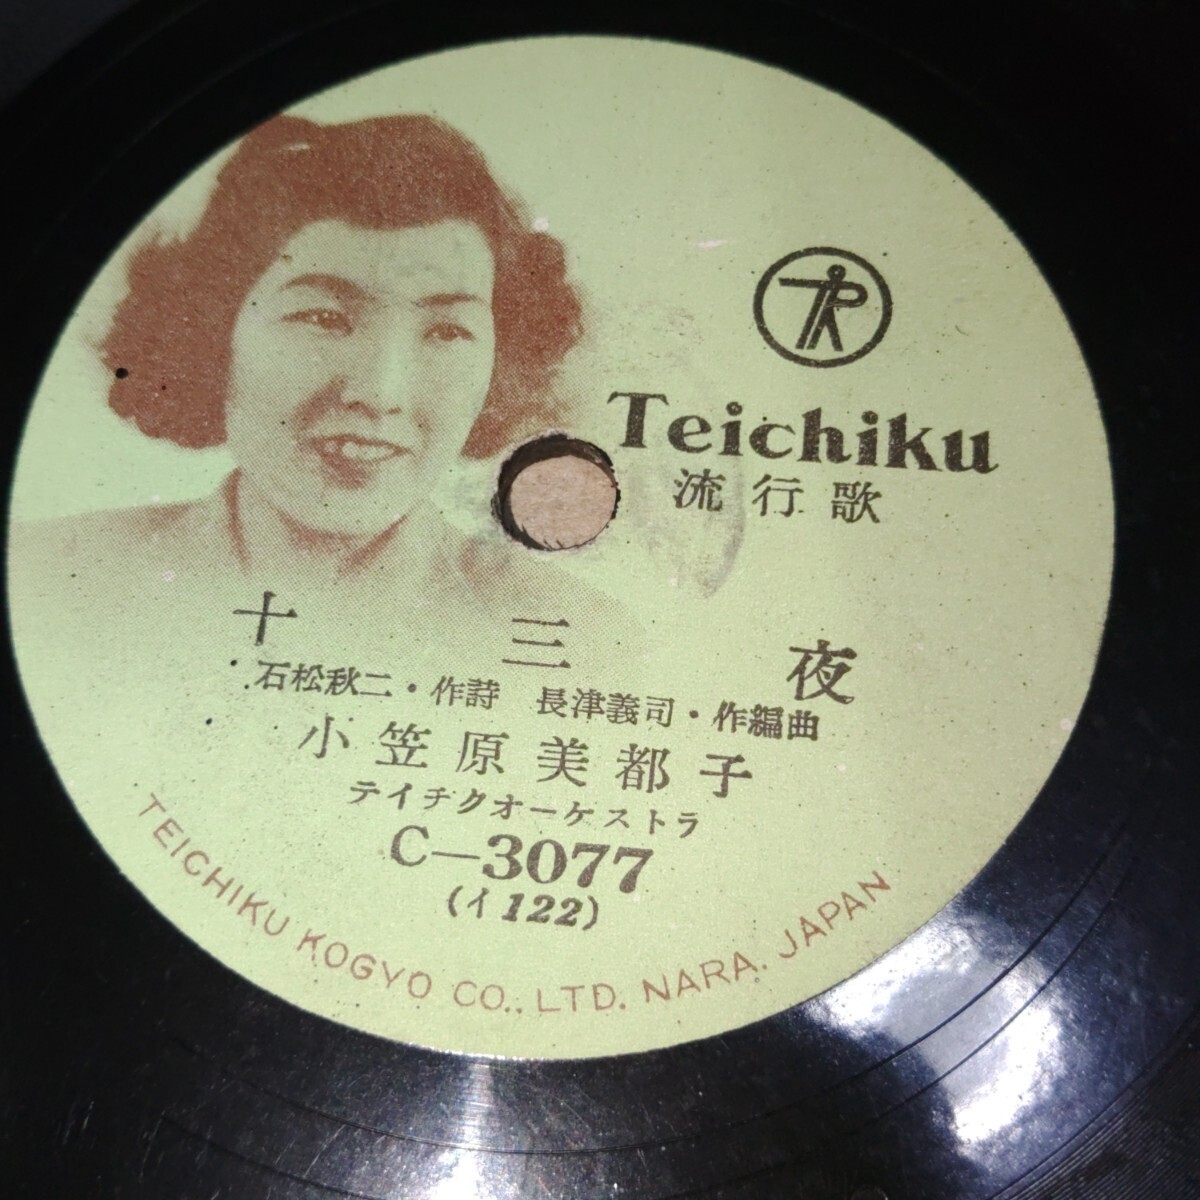 Teichiku
流行歌
十三夜
石松秋二・作詩 長津義司・作編曲
小笠原美都子
テイチクオーケストラ
C-3077
(イ122)
TEICHIKU KOGYO CO., LTD. NARA. JAPAN